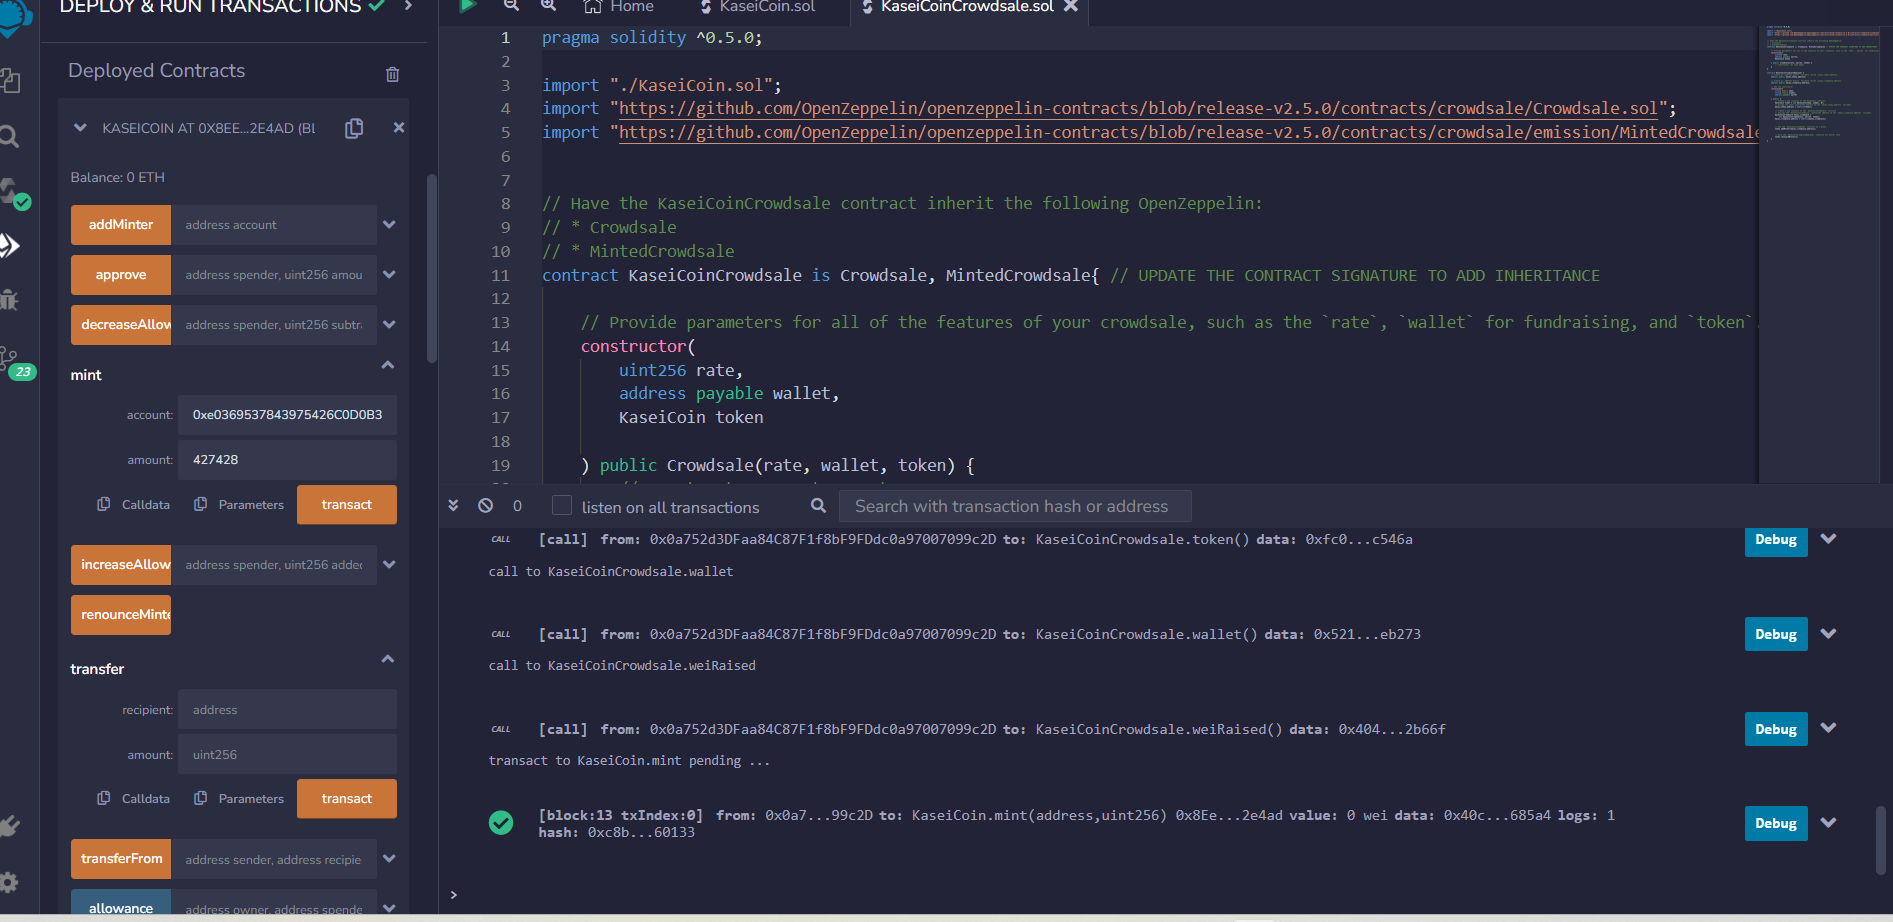 DEPLOY & RUN TRANSACTIONS
Home
KaseiCoin.sol
KaseiCoinCrowdsale.sol
Deployed Contracts
KASEICOIN AT 0X8EE...2E4AD (BL
Balance: 0 ETH
addMinter address account
approve address spender, uint256 amou
decreaseAllow address spender, uint256 subtr
mint
account: 0xe0369537843975426C0D0B3
amount: 427428
Calldata Parameters transact
increaseAllow address spender, uint256 added
renounceMinte
transfer
recipient: address
amount: uint256
Calldata Parameters transact
transferFrom address sender, address recipie
allowance address owner, address spende
23
1 pragma solidity ^0.5.0;
2
3 import "./KaseiCoin.sol";
4 import "https://github.com/OpenZeppelin/openzeppelin-contracts/blob/release-v2.5.0/contracts/crowdsale/Crowdsale.sol";
5 import "https://github.com/OpenZeppelin/openzeppelin-contracts/blob/release-v2.5.0/contracts/crowdsale/emission/MintedCrowdsale
6
7
8 // Have the KaseiCoinCrowdsale contract inherit the following OpenZeppelin:
9 // * Crowdsale
10 // * MintedCrowdsale
11 contract KaseiCoinCrowdsale is Crowdsale, MintedCrowdsale{ // UPDATE THE CONTRACT SIGNATURE TO ADD INHERITANCE
12
13 // Provide parameters for all of the features of your crowdsale, such as the `rate`, `wallet` for fundraising, and `token`.
14 constructor(
15 uint256 rate,
16 address payable wallet,
17 KaseiCoin token
18
19 ) public Crowdsale(rate, wallet, token) {
0 listen on all transactions Search with transaction hash or address
CALL [call] from: 0x0a752d3DFaa84C87F1f8bF9FDdc0a97007099c2D to: KaseiCoinCrowdsale.token() data: 0xfc0...c546a Debug
call to KaseiCoinCrowdsale.wallet
CALL [call] from: 0x0a752d3DFaa84C87F1f8bF9FDdc0a97007099c2D to: KaseiCoinCrowdsale.wallet() data: 0x521...eb273 Debug
call to KaseiCoinCrowdsale.weiRaised
CALL [call] from: 0x0a752d3DFaa84C87F1f8bF9FDdc0a97007099c2D to: KaseiCoinCrowdsale.weiRaised() data: 0x404...2b66f Debug
transact to KaseiCoin.mint pending ...
[block:13 txIndex:0] from: 0x0a7...99c2D to: KaseiCoin.mint(address,uint256) 0x8Ee...2e4ad value: 0 wei data: 0x40c...685a4 logs: 1 Debug
hash: 0xc8b...60133
>